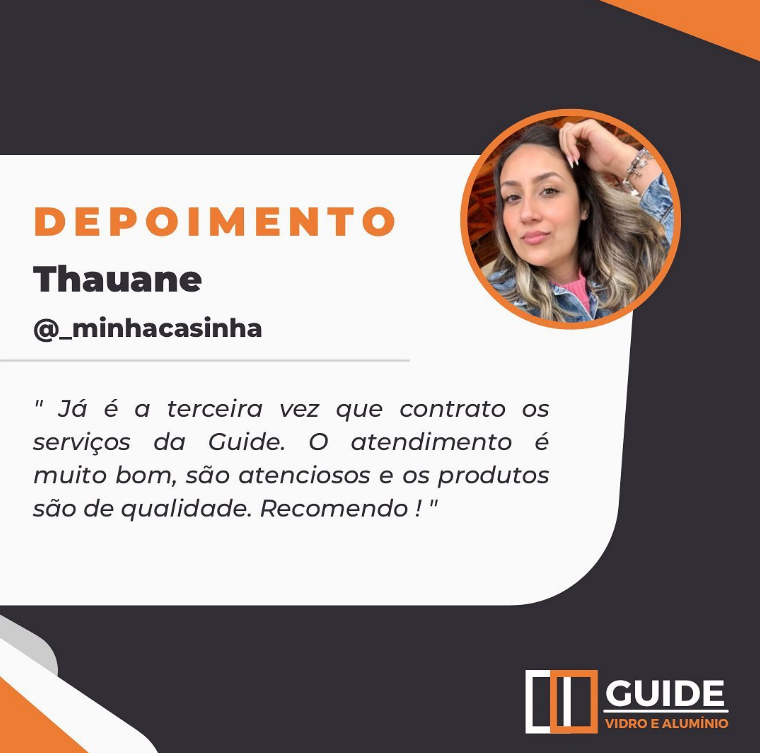 DEPOIMENTO
Thauane
@_minhacasinha
" Já é a terceira vez que contrato os
serviços da Guide. O atendimento é
muito bom, são atenciosos e os produtos
são de qualidade. Recomendo ! "
GUIDE
VIDRO E ALUMÍNIO